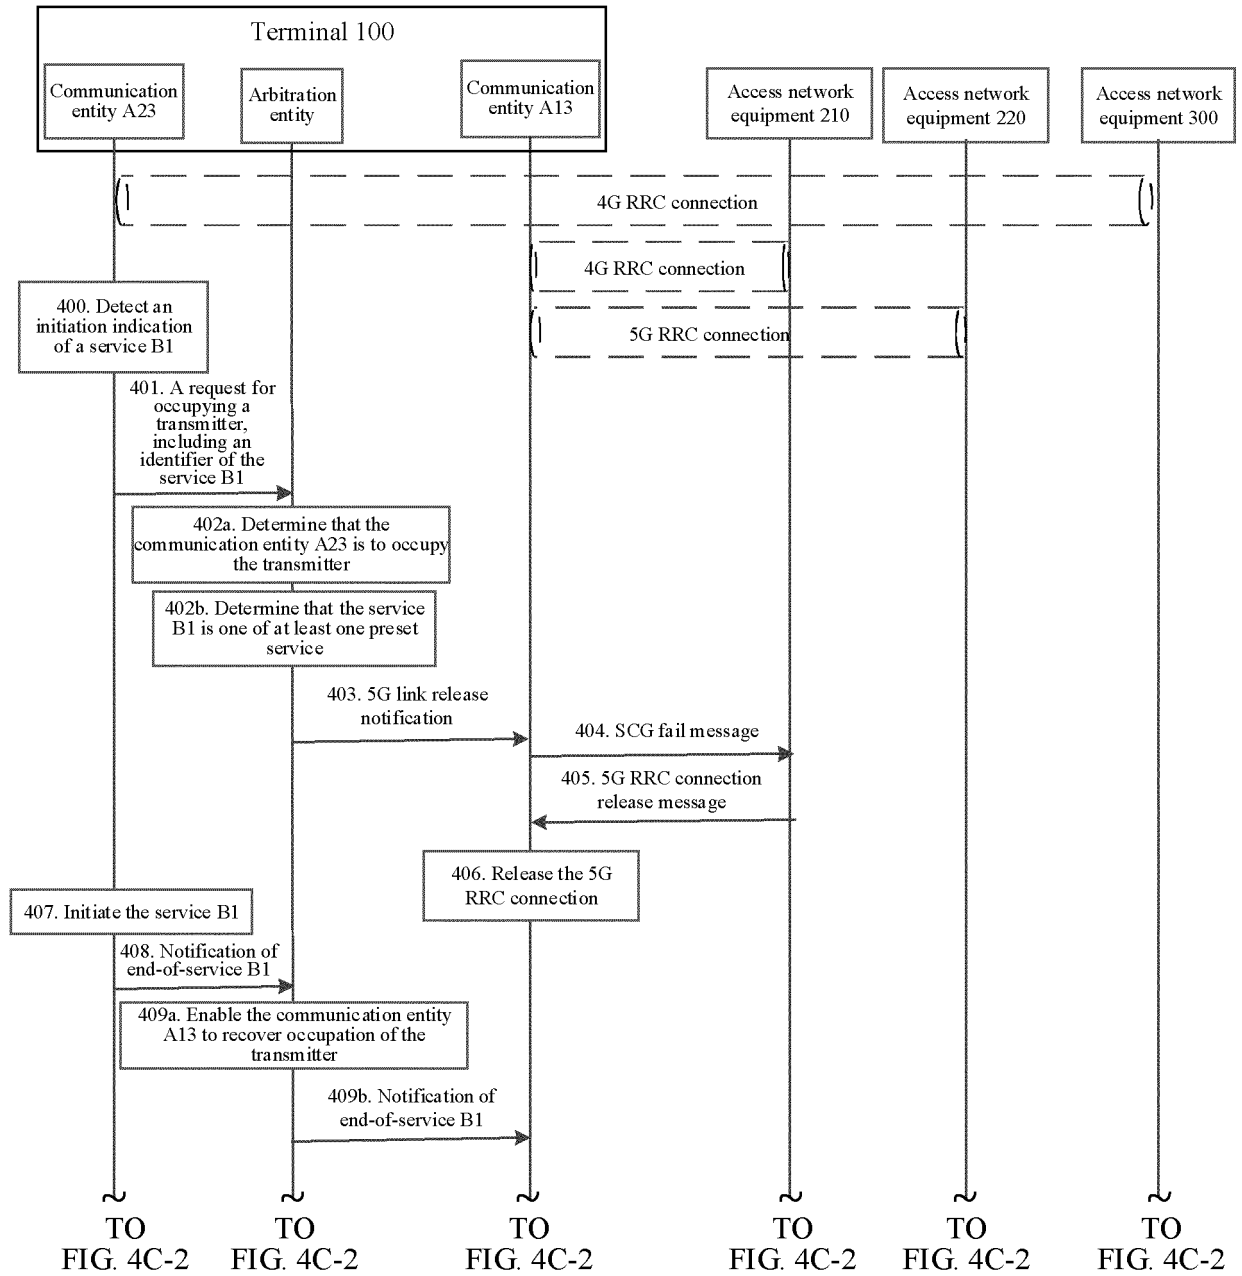 Terminal 100
Communication
entity A23
Arbitration
entity
Communication
entity A13
Access network
equipment 210
Access network
equipment 220
Access network
equipment 300
4G RRC connection
4G RRC connection
5G RRC connection
400. Detect an
initiation indication
of a service B1
401. A request for
occupying a
transmitter,
including an
identifier of the
service B1
402a. Determine that the
communication entity A23 is to occupy
the transmitter
402b. Determine that the service
B1 is one of at least one preset
service
403. 5G link release
notification
404. SCG fail message
405. 5G RRC connection
release message
406. Release the 5G
RRC connection
407. Initiate the service B1
408. Notification of
end-of-service B1
409a. Enable the communication entity
A13 to recover occupation of the
transmitter
409b. Notification of
end-of-service B1
TO
FIG. 4C-2
TO
FIG. 4C-2
TO
FIG. 4C-2
TO
FIG. 4C-2
TO
FIG. 4C-2
TO
FIG. 4C-2